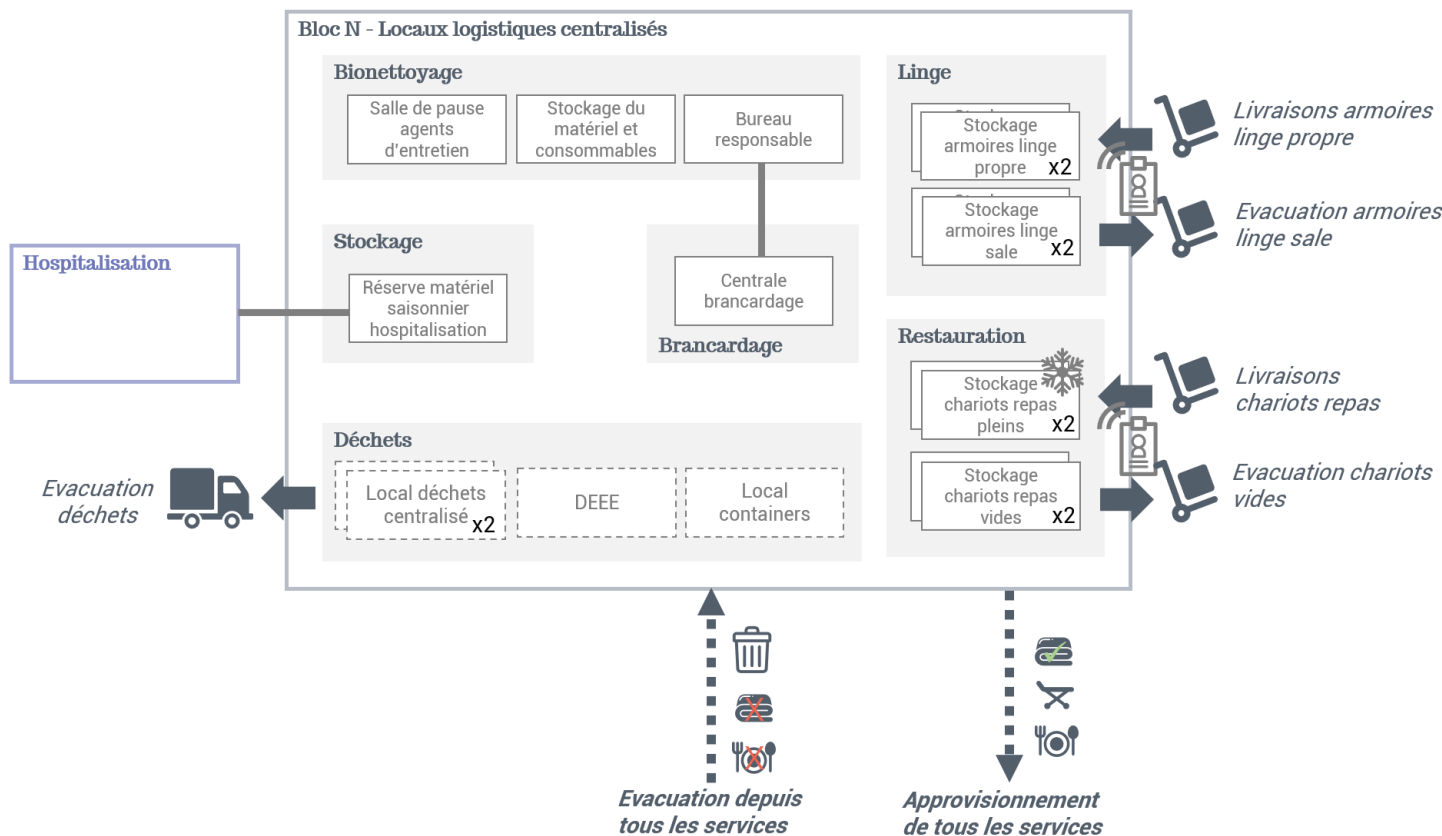 Bloc N - Locaux logistiques centralisés
Bionettoyage
Salle de pause
agents
d'entretien
Stockage du
matériel et
consommables
Bureau
responsable
Linge
Stockage
Stockage
armoires linge
propre
x2
Stockage
Stockage
armoires linge
sale
x2
Livraisons armoires
linge propre
Evacuation armoires
linge sale
Hospitalisation
Stockage
Réserve matériel
saisonnier
hospitalisation
Centrale
brancardage
Brancardage
Restauration
Stockage
chariots repas
pleins
x2
Stockage
chariots repas
vides
x2
Livraisons
chariots repas
Evacuation chariots
vides
Déchets
Local déchets
centralisé
x2
DEEE
Local
containers
Evacuation
déchets
Evacuation depuis
tous les services
Approvisionnement
de tous les services